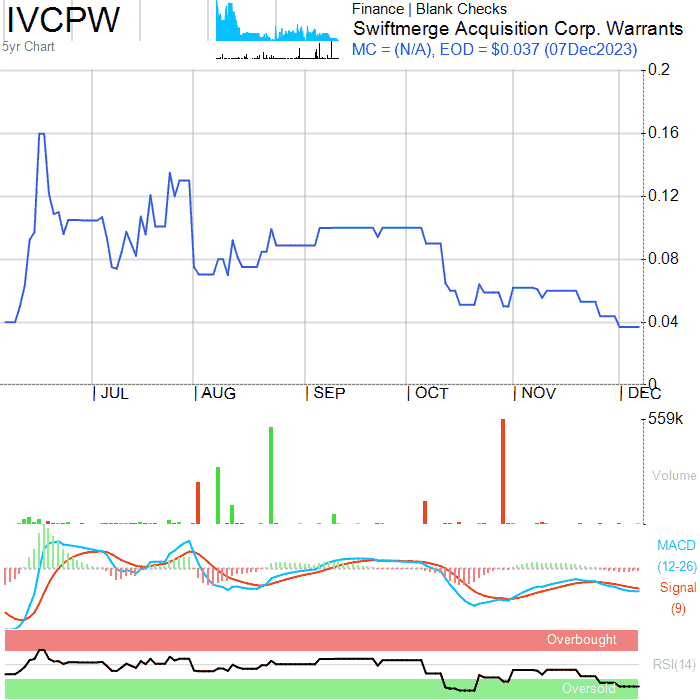 IVCPW
5yr Chart
Finance | Blank Checks
Swiftmerge Acquisition Corp. Warrants
MC = (N/A), EOD = $0.037 (07Dec2023)
0.2
0.16
0.12
0.08
0.04
0
JUL AUG SEP OCT NOV DEC
559k
Volume
MACD
(12-26)
Signal
(9)
Overbought
RSI(14)
Oversold